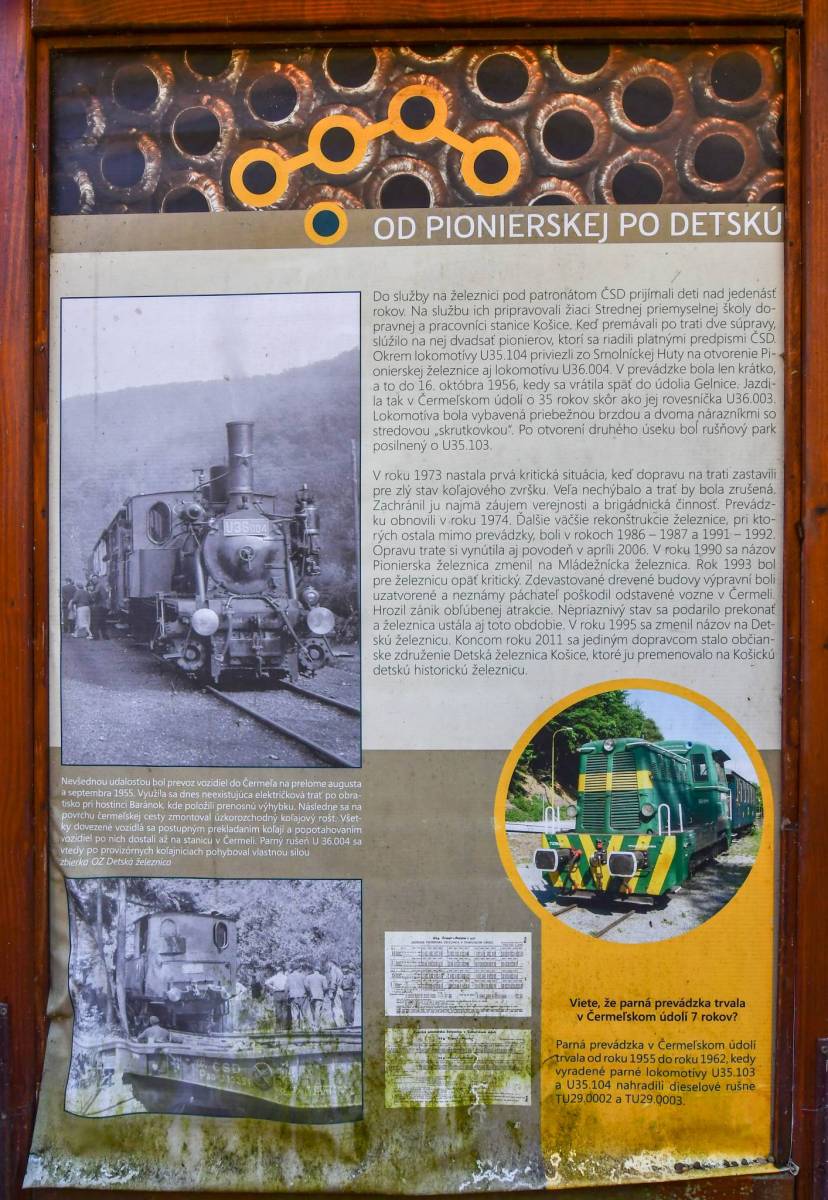 OD PIONIERSKEJ PO DETSKÚ
Do služby na železnici pod patronátom ČSD prijímali deti nad jedenásť
rokov. Na službu ich pripravovali žiaci Strednej priemyselnej školy do-
pravnej a pracovníci stanice Košice. Keď premávali po trati dve súpravy,
slúžilo na nej dvadsať pionierov, ktorí sa riadili platnými predpismi ČSD.
Okrem lokomotívy U35.104 priviezli zo Smolníckej Huty na otvorenie Pi-
onierskej železnice aj lokomotívu U36.004. V prevádzke bola len krátko,
a to do 16. októbra 1956, kedy sa vrátila späť do údolia Gelnice. Jazdi-
la tak v Čermeľskom údolí o 35 rokov skôr ako jej rovesníčka U36.003.
Lokomotíva bola vybavená priebežnou brzdou a dvoma nárazníkmi so
stredovou „skrutkovkou“. Po otvorení druhého úseku bol rušňový park
posilnený o U35.103.
V roku 1973 nastala prvá kritická situácia, keď dopravu na trati zastavili
pre zlý stav koľajového zvršku. Veľa nechýbalo a trať by bola zrušená.
Zachránil ju najmä záujem verejnosti a brigádnická činnosť. Prevádz-
ku obnovili v roku 1974. Ďalšie väčšie rekonštrukcie železnice, pri kto-
rých ostala mimo prevádzky, boli v rokoch 1986 – 1987 a 1991 – 1992.
Opravu trate si vynútila aj povodeň v apríli 2006. V roku 1990 sa názov
Pionierska železnica zmenil na Mládežnícka železnica. Rok 1993 bol
pre železnicu opäť kritický. Zdevastované drevené budovy výpravní boli
uzatvorené a neznámy páchateľ poškodil odstavené vozne v Čermeli.
Hrozil zánik obľúbenej atrakcie. Nepriaznivý stav sa podarilo prekonať
a železnica ustála aj toto obdobie. V roku 1995 sa zmenil názov na Det-
skú železnicu. Koncom roku 2011 sa jediným dopravcom stalo občian-
ske združenie Detská železnica Košice, ktoré ju premenovalo na Košickú
detskú historickú železnicu.
U36.004
Nevšednou udalosťou bol prevoz vozidiel do Čermeľa na prelome augusta
a septembra 1955. Využila sa dnes neexistujúca električková trať po obra-
tisko pri hostinci Baránok, kde položili prenosnú výhybku. Následne sa na
povrchu čermeľskej cesty zmontoval úzkorozchodný koľajový rošt. Všet-
ky dovezené vozidlá sa postupným prekladaním koľají a popoťahovaním
vozidiel po nich dostali až na stanicu v Čermeli. Parný rušeň U 36.004 sa
vtedy po provizórnych koľajniciach pohyboval vlastnou silou
zbierka OZ Detská železnica
ČSD
Viete, že parná prevádzka trvala
v Čermeľskom údolí 7 rokov?
Parná prevádzka v Čermeľskom údolí
trvala od roku 1955 do roku 1962, kedy
vyradené parné lokomotívy U35.103
a U35.104 nahradili dieselové rušne
TU29.0002 a TU29.0003.